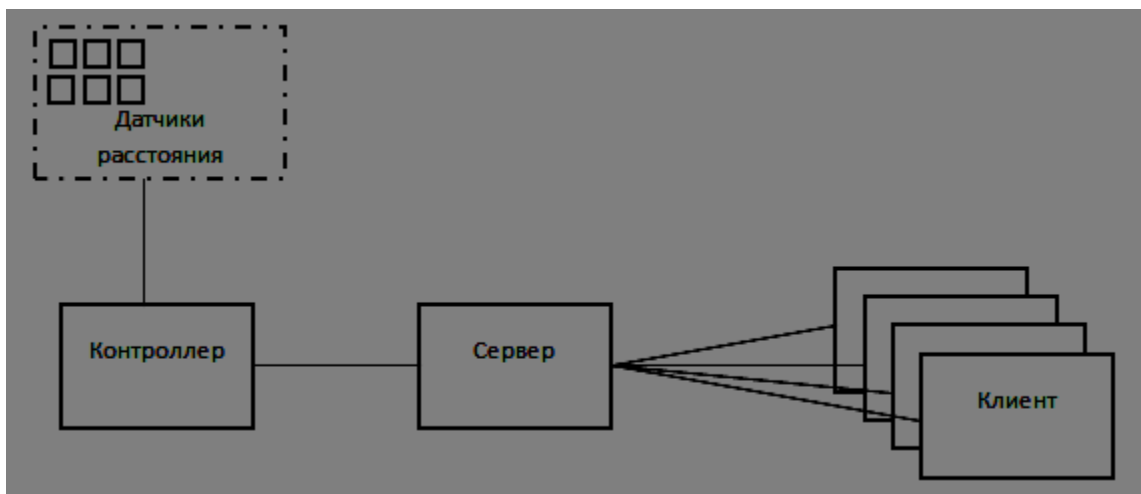 Датчики
расстояния
Контроллер
Сервер
Клиент